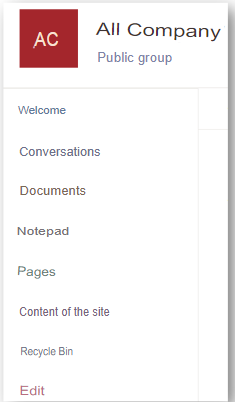 AC
All Company
Public group
Welcome
Conversations
Documents
Notepad
Pages
Content of the site
Recycle Bin
Edit